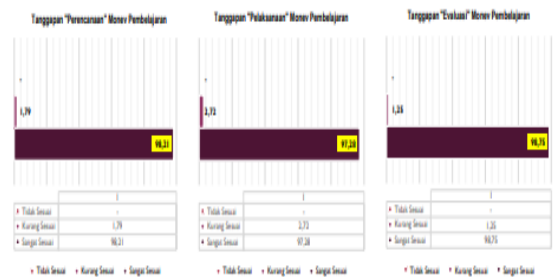 Tanggapan "Perencanaan" Monev Pembelajaran
-
1,79
98,21
1
Tidak Sesuai -
Kurang Sesuai 1,79
Sangat Sesuai 98,21
Tidak Sesuai Kurang Sesuai Sangat Sesuai
Tanggapan "Pelaksanaan" Monev Pembelajaran
-
2,72
97,28
1
Tidak Sesuai -
Kurang Sesuai 2,72
Sangat Sesuai 97,28
Tidak Sesuai Kurang Sesuai Sangat Sesuai
Tanggapan "Evaluasi" Monev Pembelajaran
-
1,25
98,75
1
Tidak Sesuai -
Kurang Sesuai 1,25
Sangat Sesuai 98,75
Tidak Sesuai Kurang Sesuai Sangat Sesuai